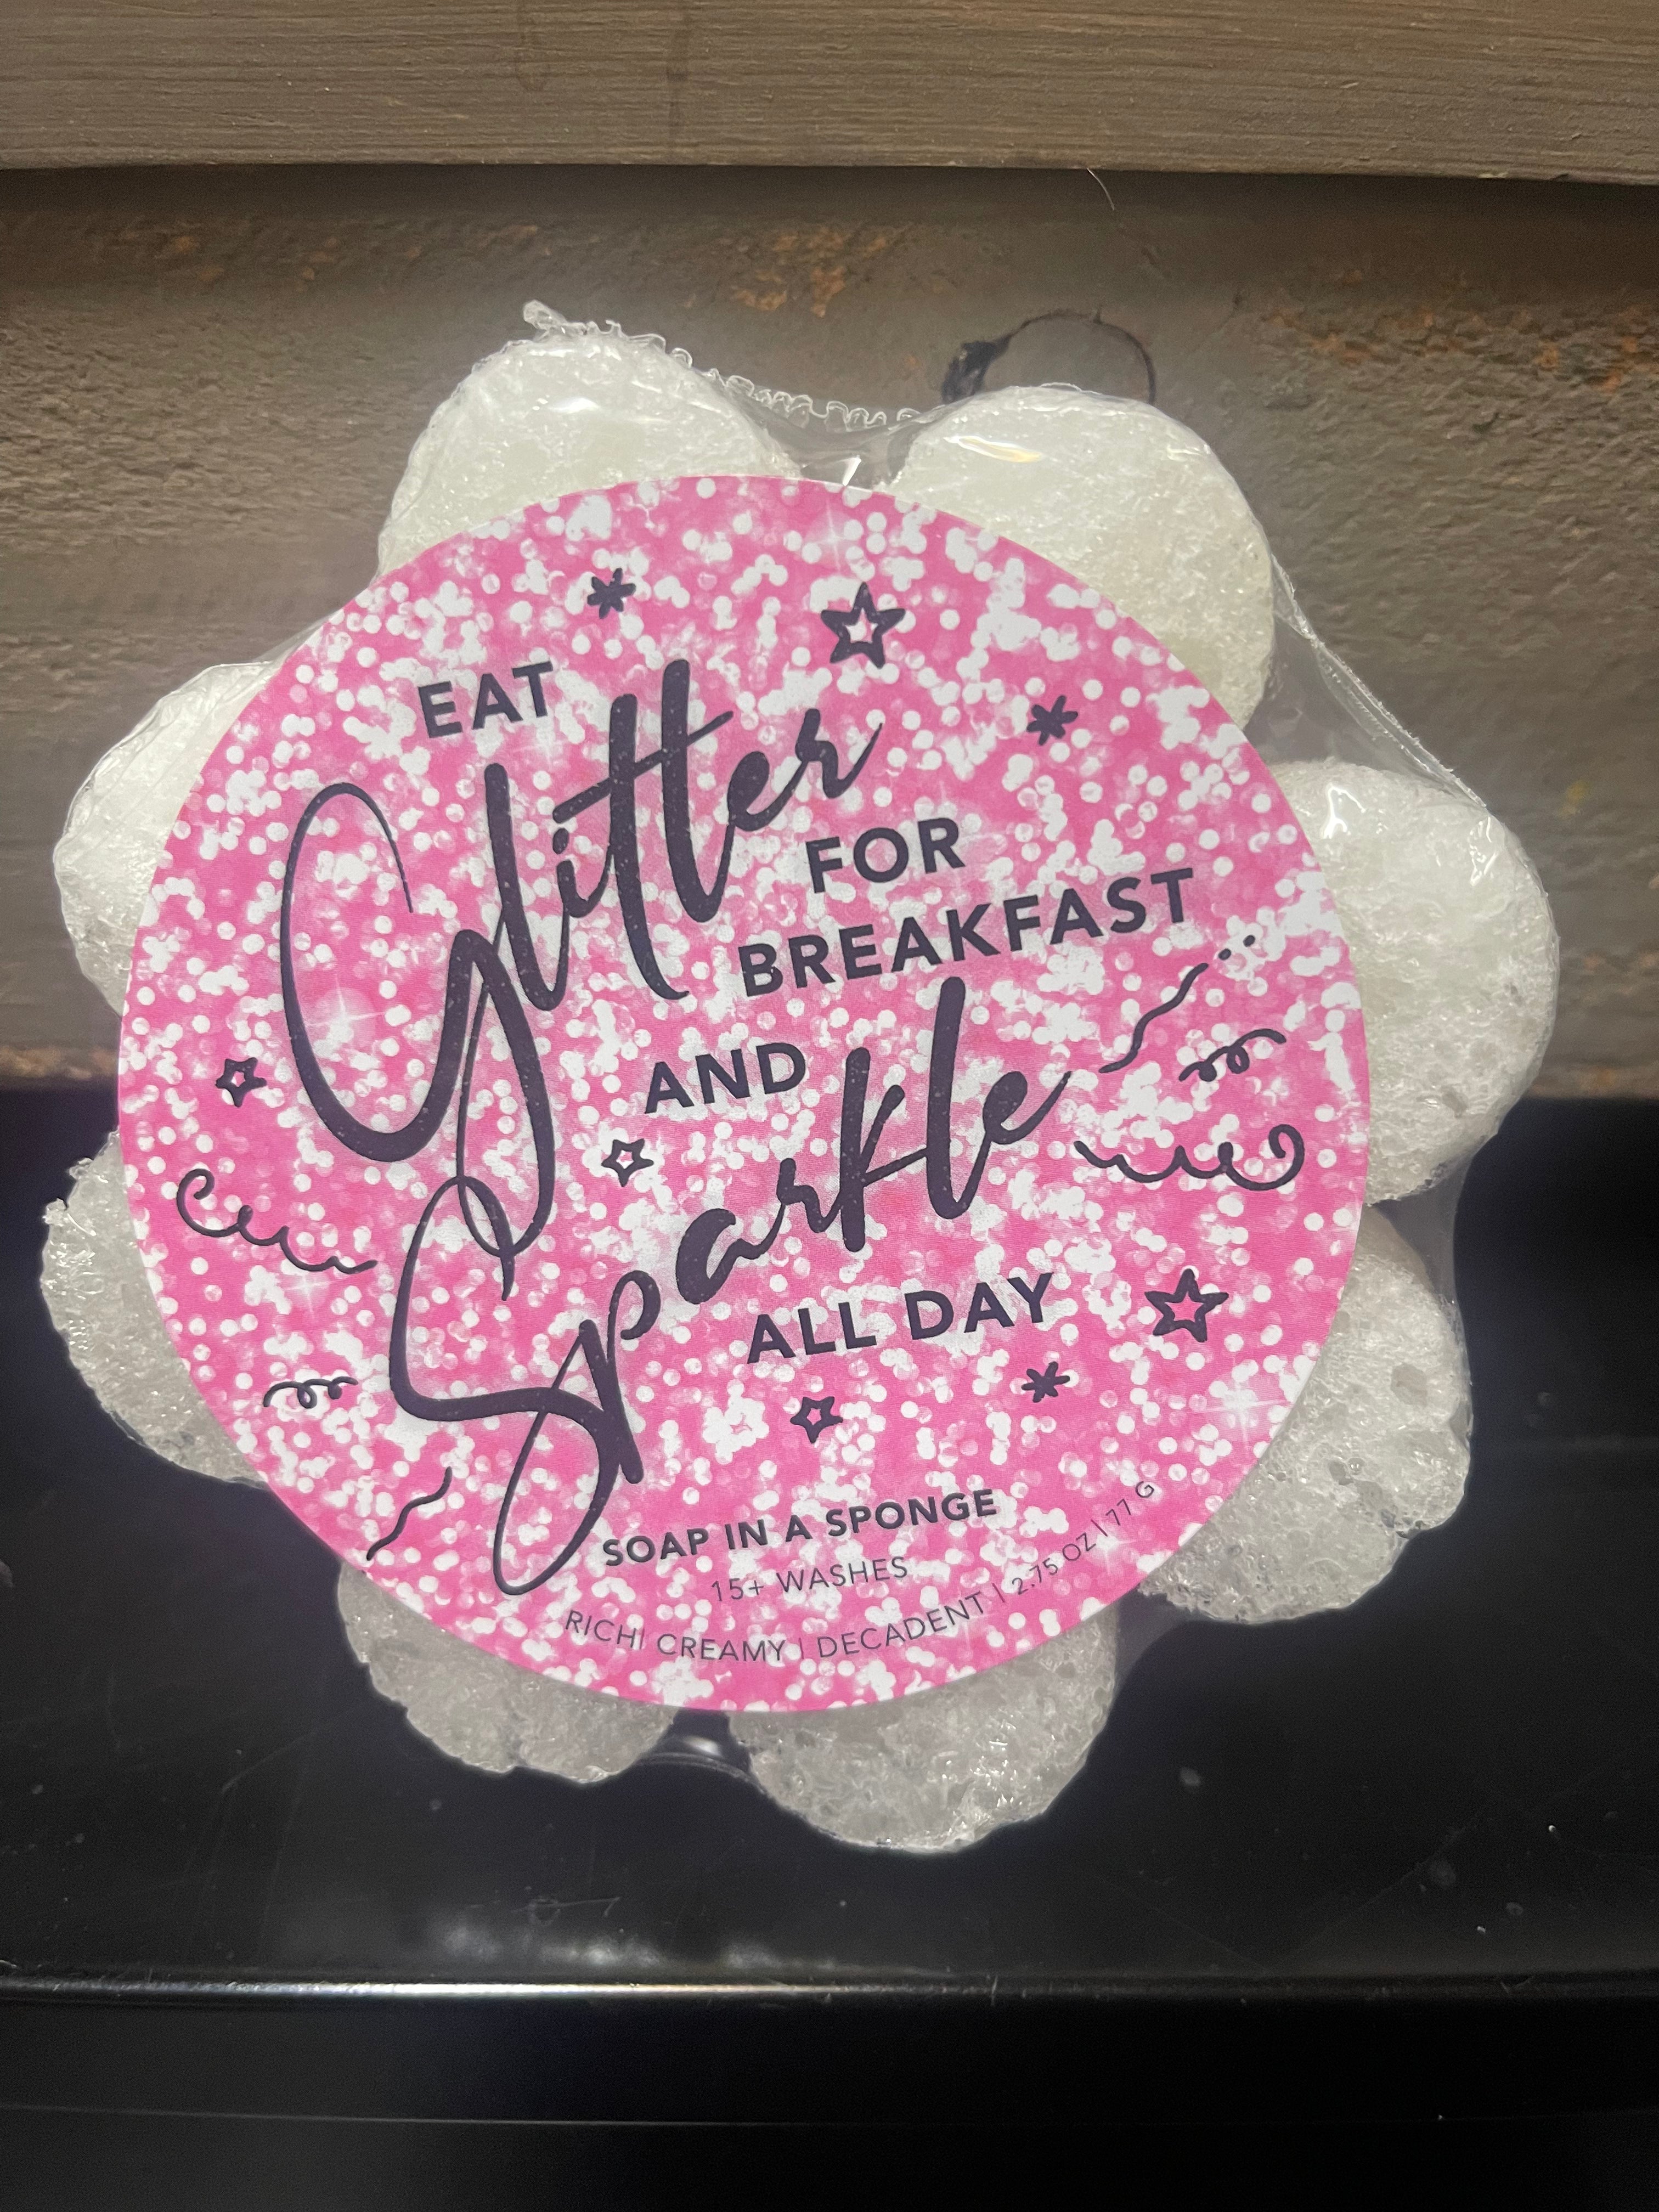 EAT
Glitter
FOR
BREAKFAST
AND
Sparkle
ALL DAY
SOAP IN A SPONGE
15+ WASHES
RICH| CREAMY | DECADENT | 2.75 OZ | 77 G